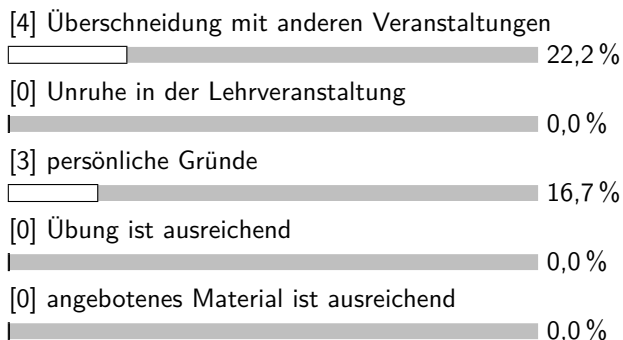 [4] Überschneidung mit anderen Veranstaltungen
22,2 %
[0] Unruhe in der Lehrveranstaltung
0,0 %
[3] persönliche Gründe
16,7 %
[0] Übung ist ausreichend
0,0 %
[0] angebotenes Material ist ausreichend
0,0 %